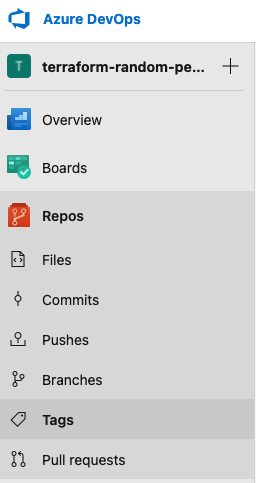 Azure DevOps
T terraform-random-pe...
Overview
Boards
Repos
Files
Commits
Pushes
Branches
Tags
Pull requests